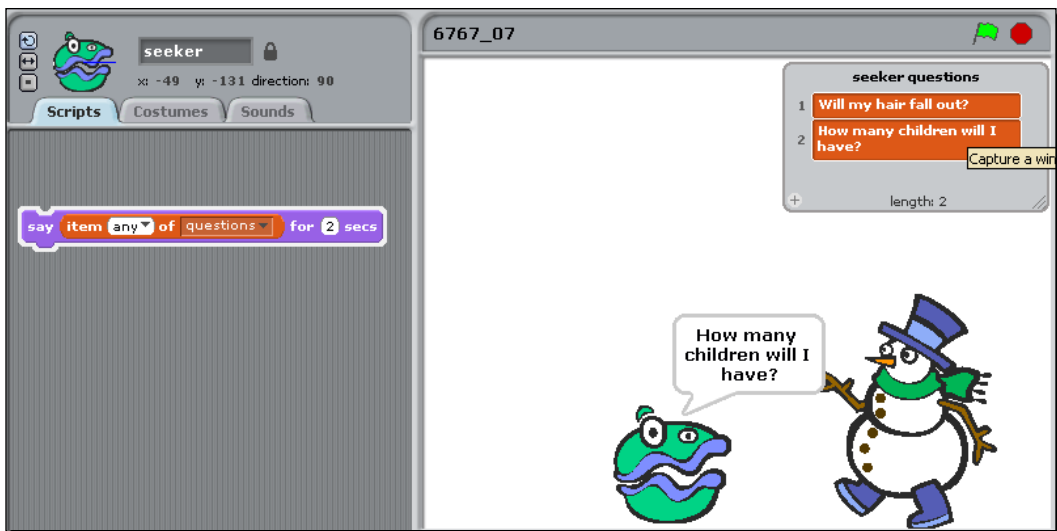 seeker
x: -49 y: -131 direction: 90
Scripts Costumes Sounds
say item any of questions for 2 secs
6767_07
seeker questions
1 Will my hair fall out?
2 How many children will I
have?
Capture a win
+ length: 2
How many
children will I
have?